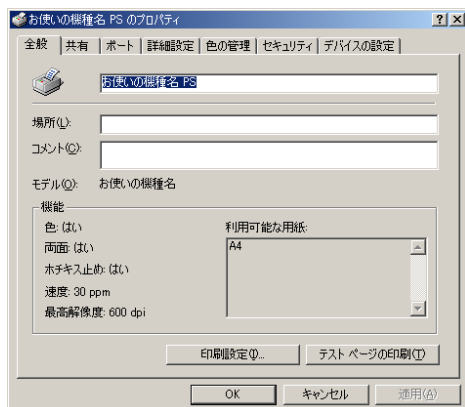 お使いの機種名 PS のプロパティ
全般 共有 ポート 詳細設定 色の管理 セキュリティ デバイスの設定
お使いの機種名 PS
場所(L):
コメント(C):
モデル(O): お使いの機種名
機能
色: はい 利用可能な用紙:
両面: はい A4
ホチキス止め: はい
速度: 30 ppm
最高解像度: 600 dpi
印刷設定(I)... テスト ページの印刷(T)
OK キャンセル 適用(A)